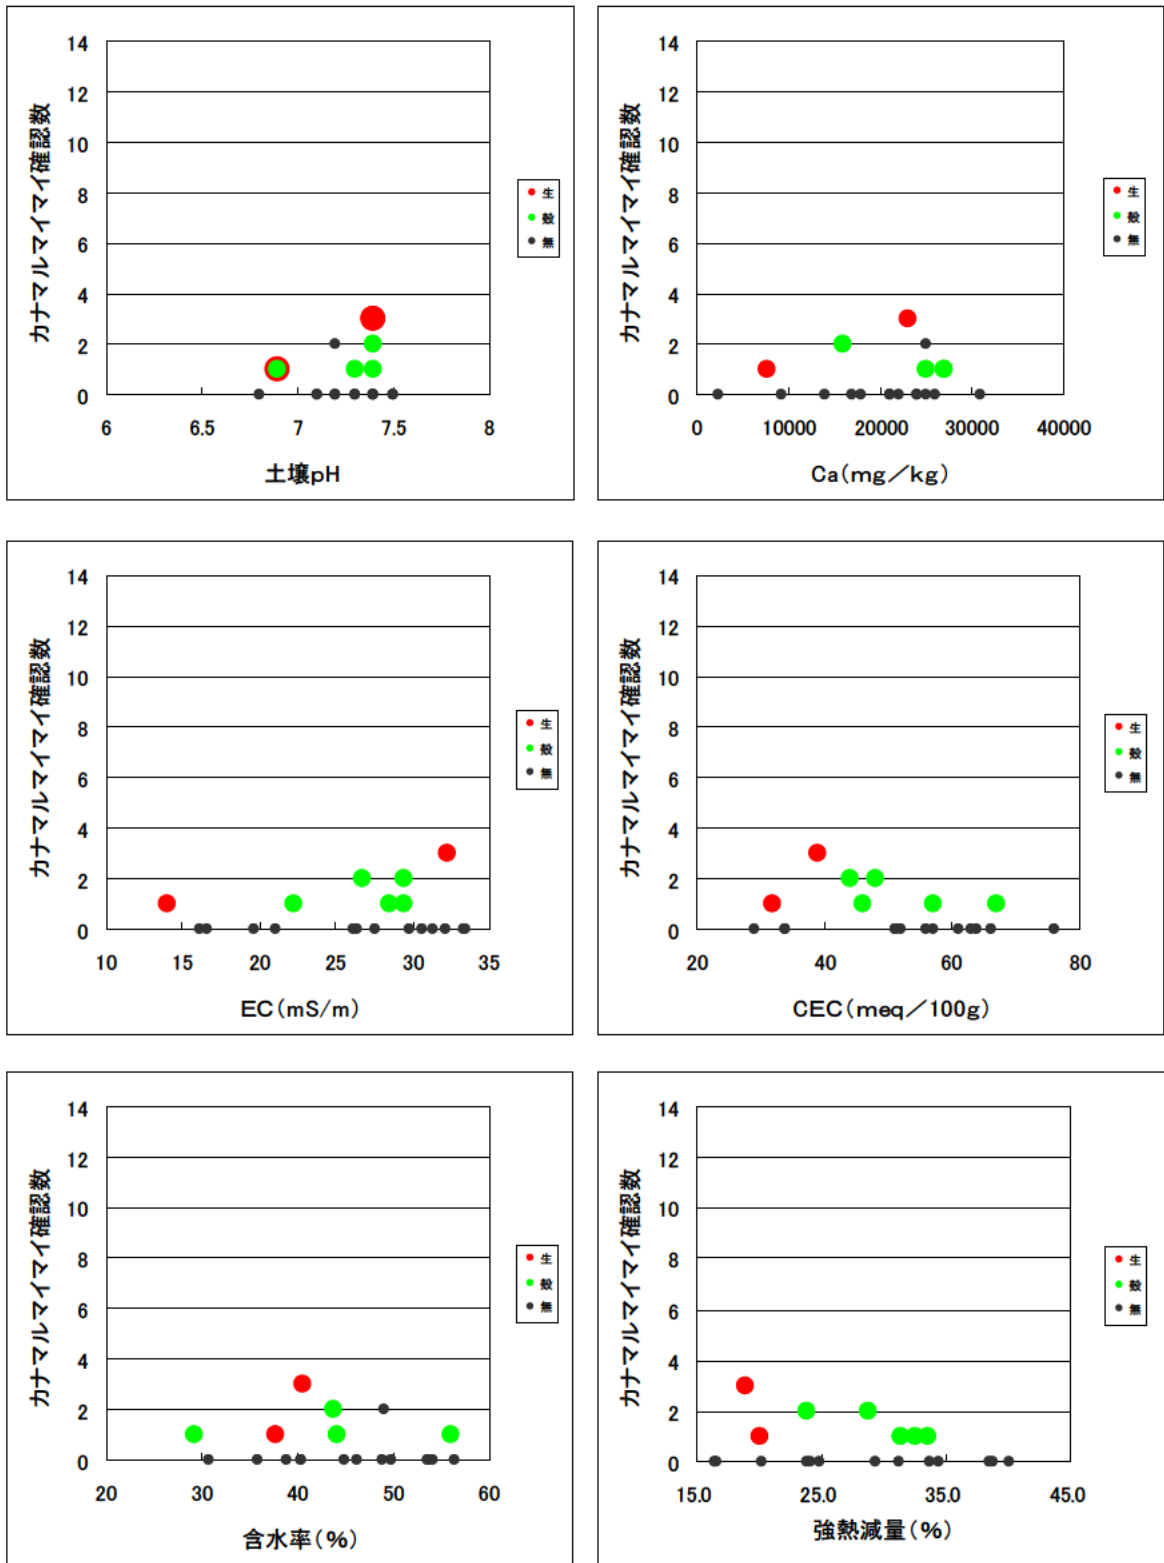 14
12
10
8
6
4
2
0
カナマルマイマイ確認数
6 6.5 7 7.5 8
土壌pH
生
殻
無
14
12
10
8
6
4
2
0
カナマルマイマイ確認数
0 10000 20000 30000 40000
Ca(mg/kg)
生
殻
無
14
12
10
8
6
4
2
0
カナマルマイマイ確認数
10 15 20 25 30 35
EC(mS/m)
生
殻
無
14
12
10
8
6
4
2
0
カナマルマイマイ確認数
20 40 60 80
CEC(meq/100g)
生
殻
無
14
12
10
8
6
4
2
0
カナマルマイマイ確認数
20 30 40 50 60
含水率(%)
生
殻
無
14
12
10
8
6
4
2
0
カナマルマイマイ確認数
15.0 25.0 35.0 45.0
強熱減量(%)
生
殻
無